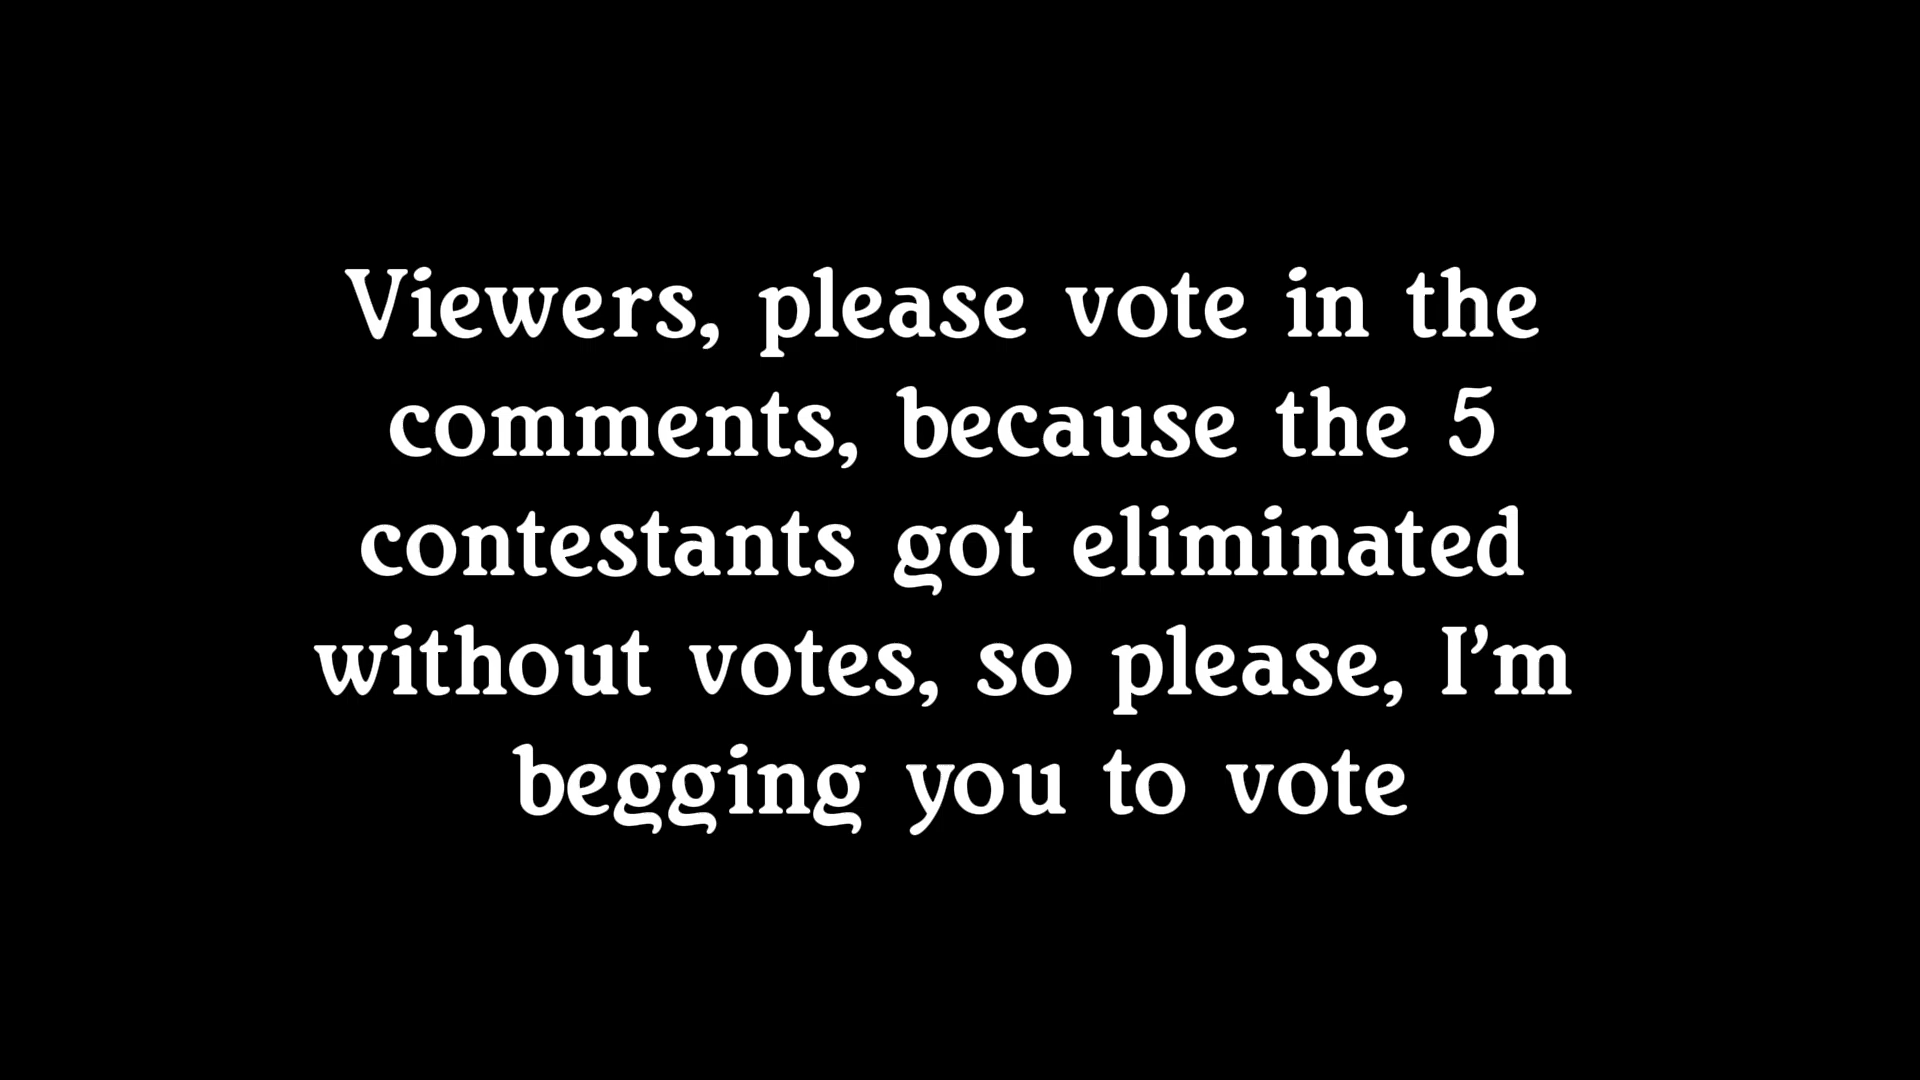 Viewers, please vote in the
comments, because the 5
contestants got eliminated
without votes, so please, I’m
begging you to vote